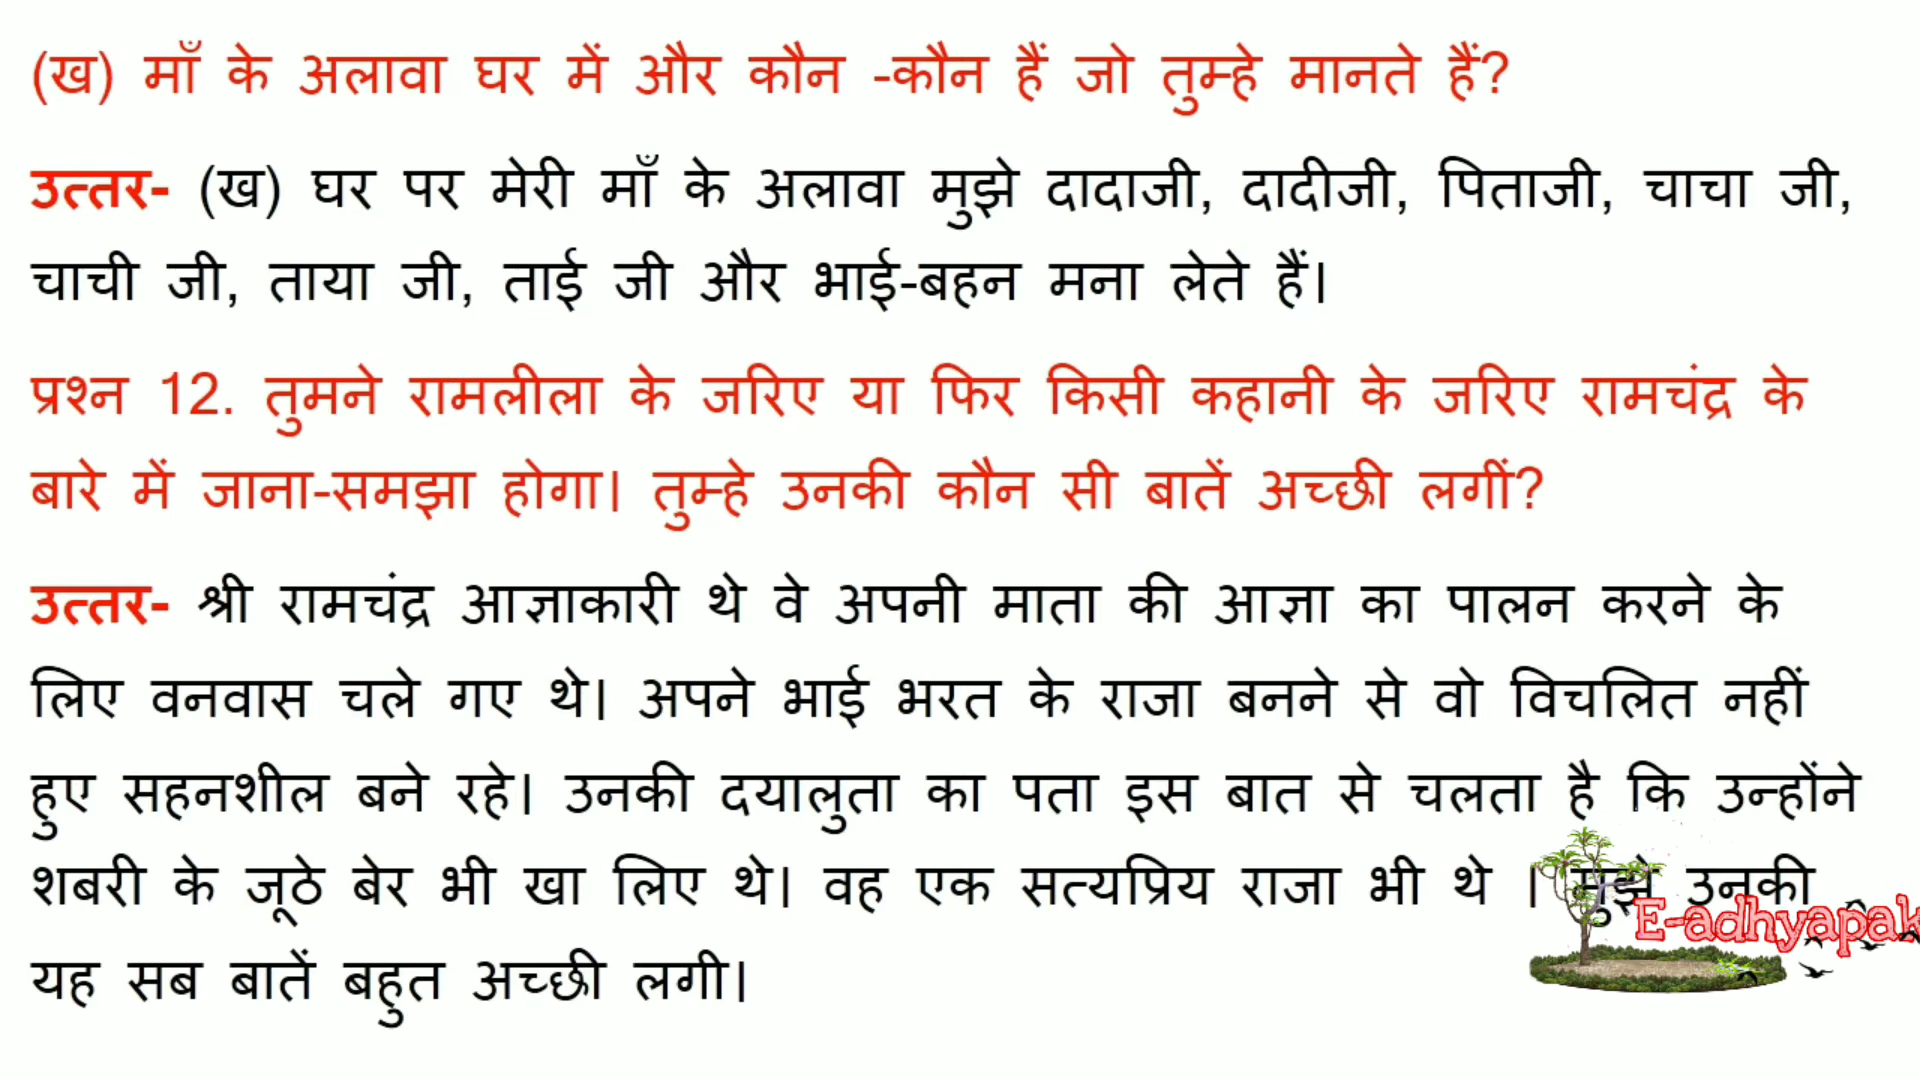 (ख) माँ के अलावा घर में और कौन -कौन हैं जो तुम्हे मानते हैं?
उत्तर- (ख) घर पर मेरी माँ के अलावा मुझे दादाजी, दादीजी, पिताजी, चाचा जी,
चाची जी, ताया जी, ताई जी और भाई-बहन मना लेते हैं।
प्रश्न 12. तुमने रामलीला के जरिए या फिर किसी कहानी के जरिए रामचंद्र के
बारे में जाना-समझा होगा। तुम्हे उनकी कौन सी बातें अच्छी लगीं?
उत्तर- श्री रामचंद्र आज्ञाकारी थे वे अपनी माता की आज्ञा का पालन करने के
लिए वनवास चले गए थे। अपने भाई भरत के राजा बनने से वो विचलित नहीं
हुए सहनशील बने रहे। उनकी दयालुता का पता इस बात से चलता है कि उन्होंने
शबरी के जूठे बेर भी खा लिए थे। वह एक सत्यप्रिय राजा भी थे । मुझे उनकी
E-adhyapak
यह सब बातें बहुत अच्छी लगी।